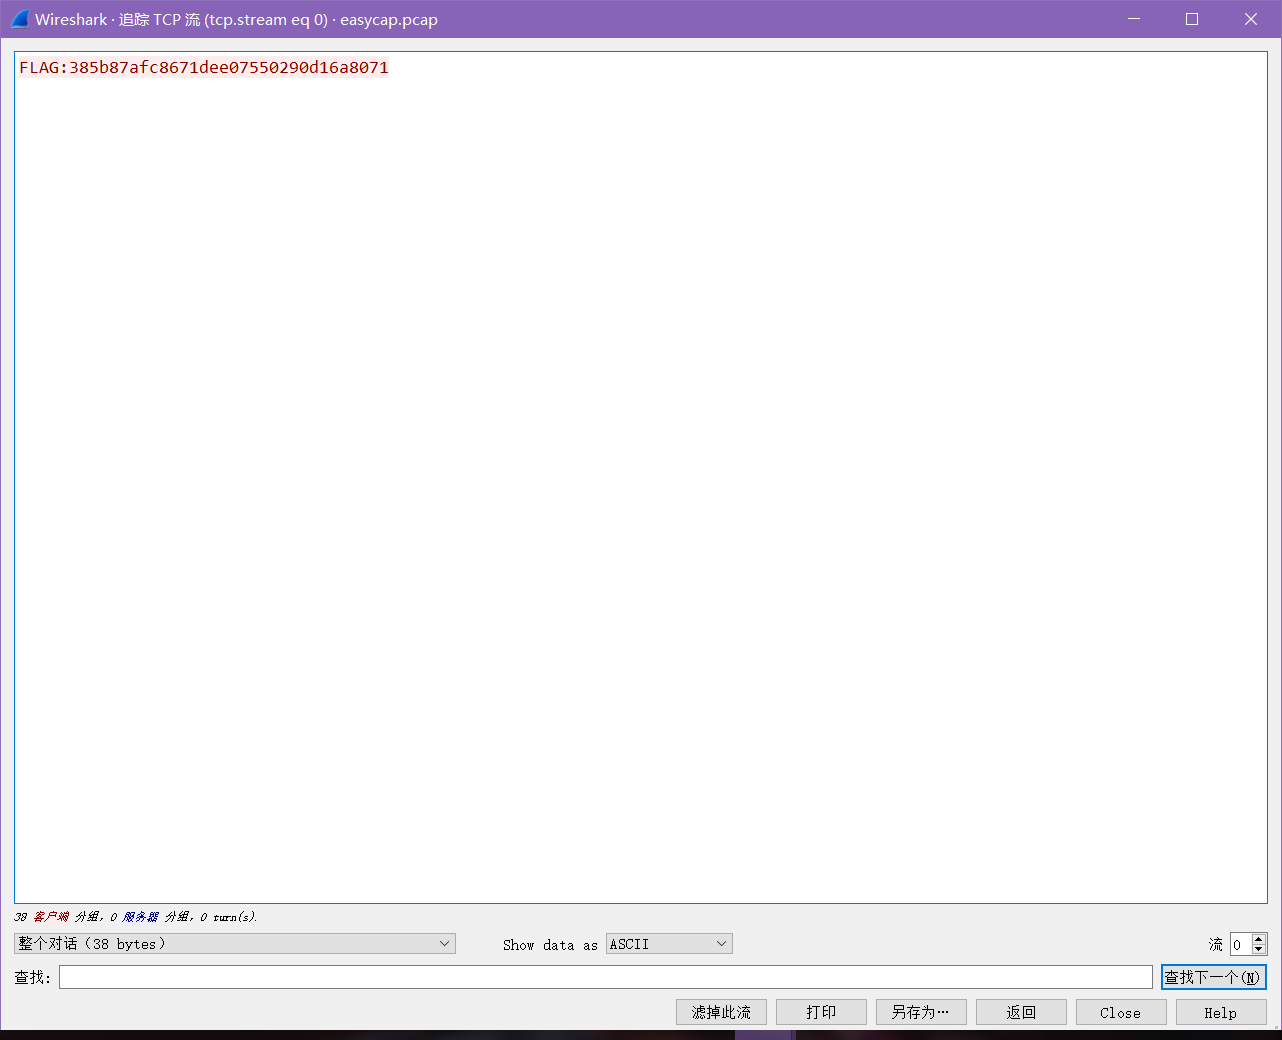 Wireshark · 追踪 TCP 流 (tcp.stream eq 0) · easycap.pcap
FLAG:385b87afc8671dee07550290d16a8071
38 客户端 分组, 0 服务器 分组, 0 turn(s).
整个对话（38 bytes） Show data as ASCII 流 0
查找: 查找下一个(N)
滤掉此流 打印 另存为… 返回 Close Help